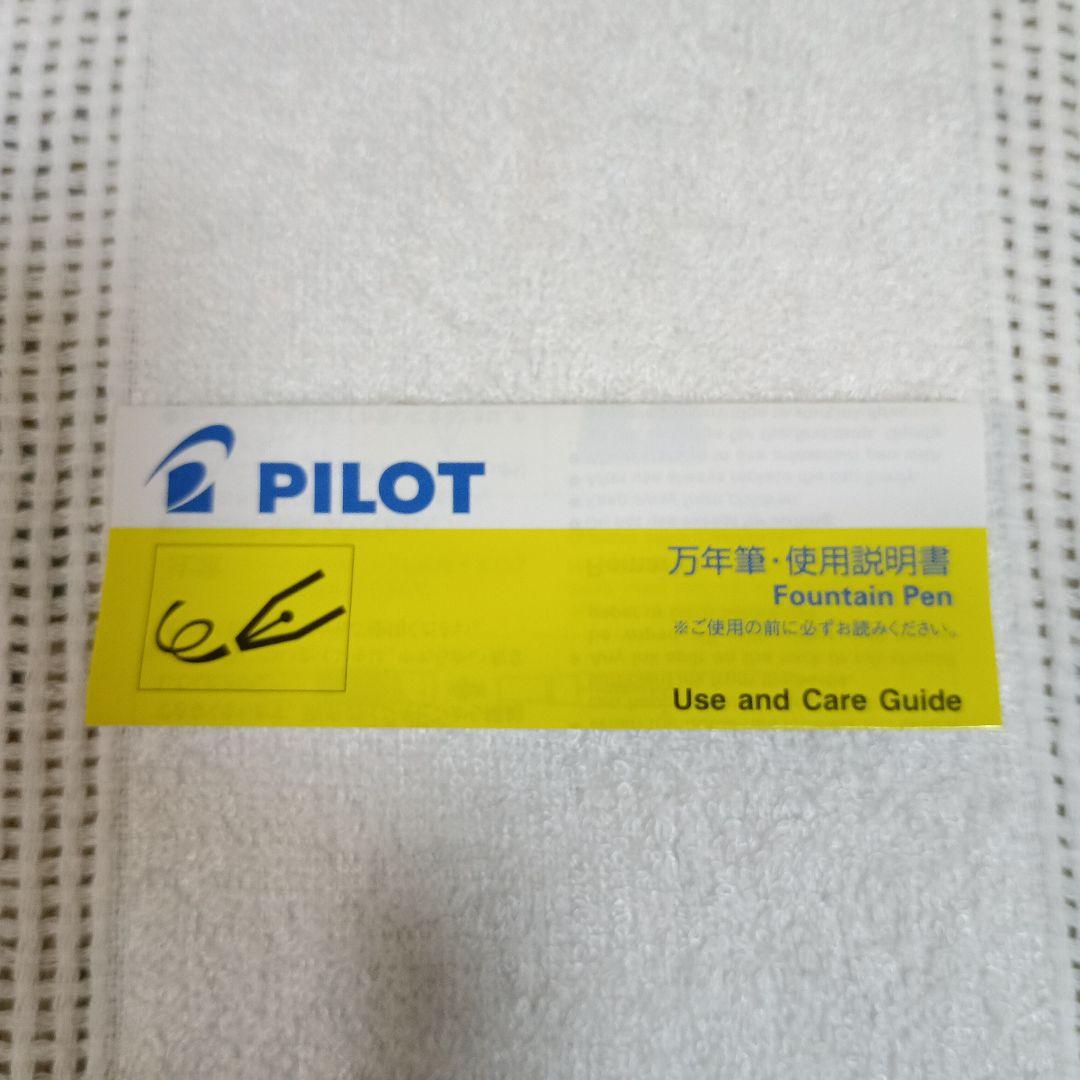 PILOT
万年筆・使用説明書
Fountain Pen
※ご使用の前に必ずお読みください。
Use and Care Guide